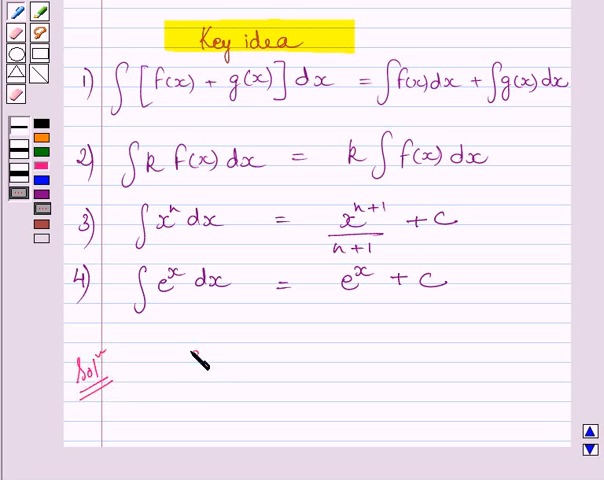 Key idea
1) ∫ [f(x) + g(x)] dx = ∫f(x)dx + ∫g(x)dx
2) ∫ k f(x) dx = k ∫ f(x) dx
3) ∫ xⁿ dx = xⁿ⁺¹/n+1 + C
4) ∫ eˣ dx = eˣ + C
Solⁿ